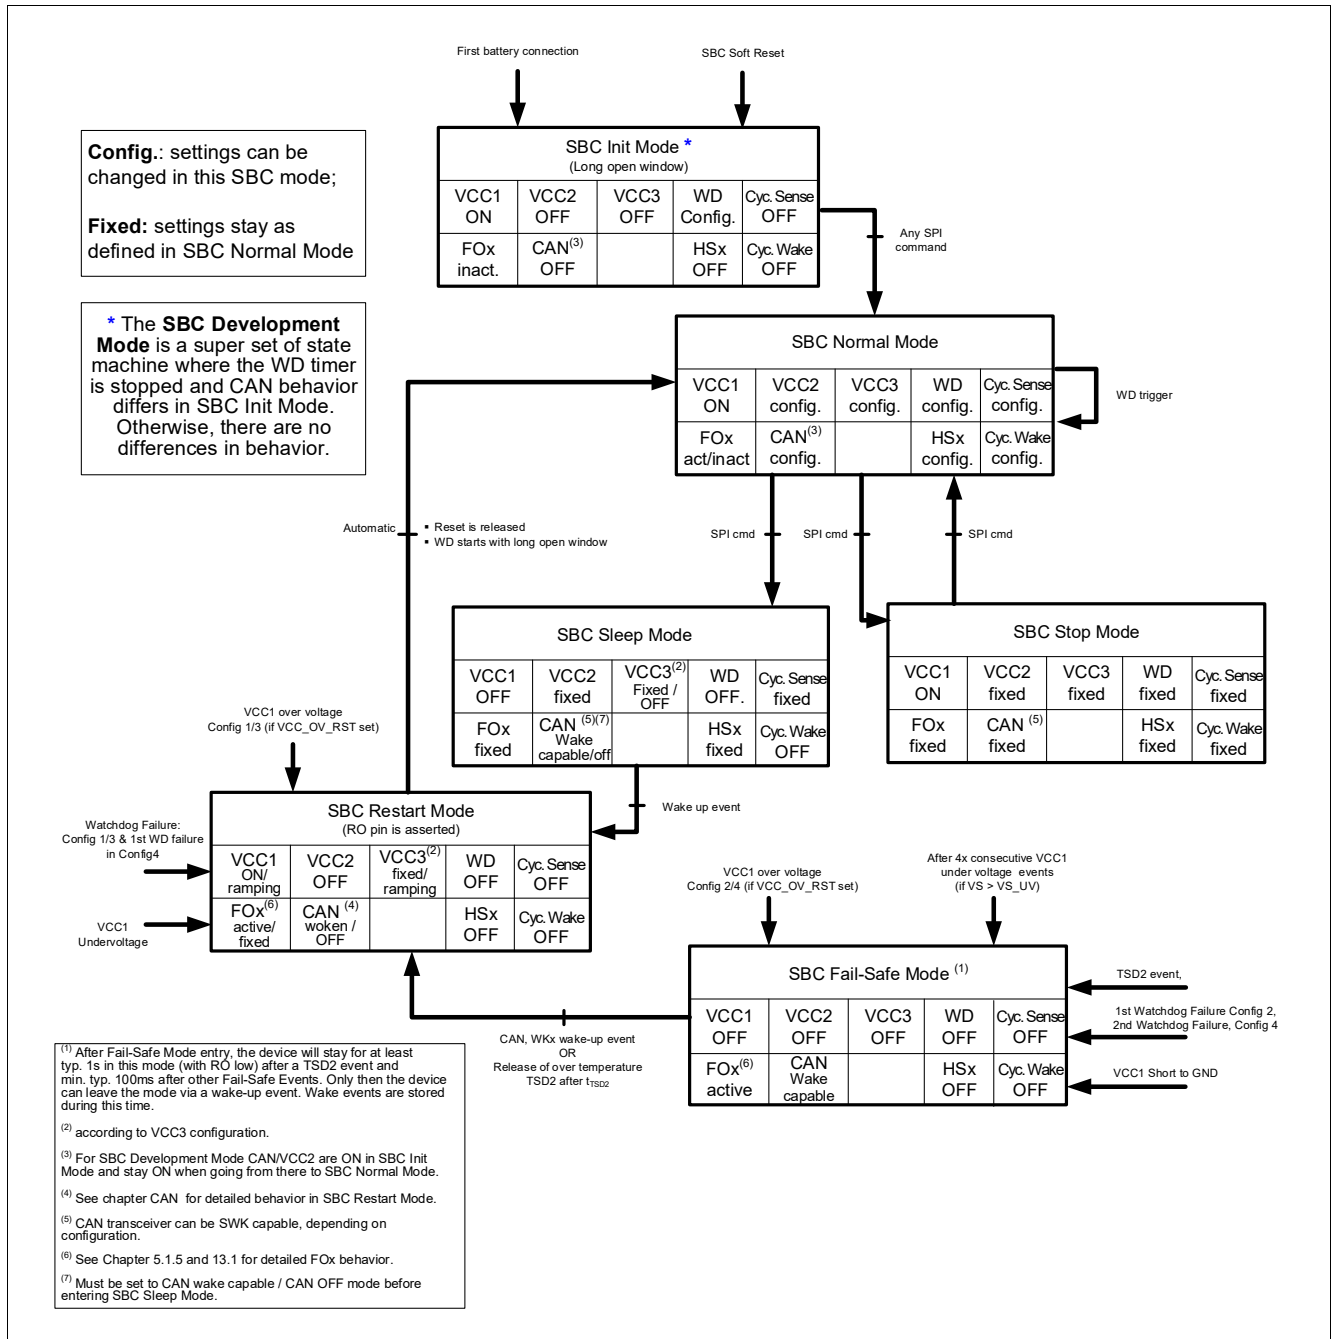 First battery connection
SBC Soft Reset
Config.: settings can be
changed in this SBC mode;
Fixed: settings stay as
defined in SBC Normal Mode
* The SBC Development
Mode is a super set of state
machine where the WD timer
is stopped and CAN behavior
differs in SBC Init Mode.
Otherwise, there are no
differences in behavior.
SBC Init Mode *
(Long open window)
VCC1 VCC2 VCC3 WD Cyc. Sense
ON OFF OFF Config. OFF
FOx CAN(3) HSx Cyc. Wake
inact. OFF OFF OFF
Any SPI
command
SBC Normal Mode
VCC1 VCC2 VCC3 WD Cyc. Sense
ON config. config. config. config.
FOx CAN(3) HSx Cyc. Wake
act/inact config. config. config.
WD trigger
Automatic
▪ Reset is released
▪ WD starts with long open window
SPI cmd
SPI cmd
SPI cmd
SBC Sleep Mode
VCC1 VCC2 VCC3(2) WD Cyc. Sense
OFF fixed Fixed / OFF OFF. fixed
FOx CAN (5)(7) HSx Cyc. Wake
fixed Wake capable/off fixed OFF
SBC Stop Mode
VCC1 VCC2 VCC3 WD Cyc. Sense
ON fixed fixed fixed fixed
FOx CAN (5) HSx Cyc. Wake
fixed fixed fixed fixed
VCC1 over voltage
Config 1/3 (if VCC_OV_RST set)
Wake up event
Watchdog Failure:
Config 1/3 & 1st WD failure
in Config4
VCC1
Undervoltage
SBC Restart Mode
(RO pin is asserted)
VCC1 VCC2 VCC3(2) WD Cyc. Sense
ON/ ramping OFF fixed/ ramping OFF OFF
FOx(6) CAN (4) HSx Cyc. Wake
active/ fixed woken / OFF OFF OFF
VCC1 over voltage
Config 2/4 (if VCC_OV_RST set)
After 4x consecutive VCC1
under voltage events
(if VS > VS_UV)
SBC Fail-Safe Mode (1)
VCC1 VCC2 VCC3 WD Cyc. Sense
OFF OFF OFF OFF OFF
FOx(6) CAN HSx Cyc. Wake
active Wake capable OFF OFF
TSD2 event,
1st Watchdog Failure Config 2,
2nd Watchdog Failure, Config 4
VCC1 Short to GND
CAN, WKx wake-up event
OR
Release of over temperature
TSD2 after tTSD2
(1) After Fail-Safe Mode entry, the device will stay for at least
typ. 1s in this mode (with RO low) after a TSD2 event and
min. typ. 100ms after other Fail-Safe Events. Only then the device
can leave the mode via a wake-up event. Wake events are stored
during this time.
(2) according to VCC3 configuration.
(3) For SBC Development Mode CAN/VCC2 are ON in SBC Init
Mode and stay ON when going from there to SBC Normal Mode.
(4) See chapter CAN for detailed behavior in SBC Restart Mode.
(5) CAN transceiver can be SWK capable, depending on
configuration.
(6) See Chapter 5.1.5 and 13.1 for detailed FOx behavior.
(7) Must be set to CAN wake capable / CAN OFF mode before
entering SBC Sleep Mode.